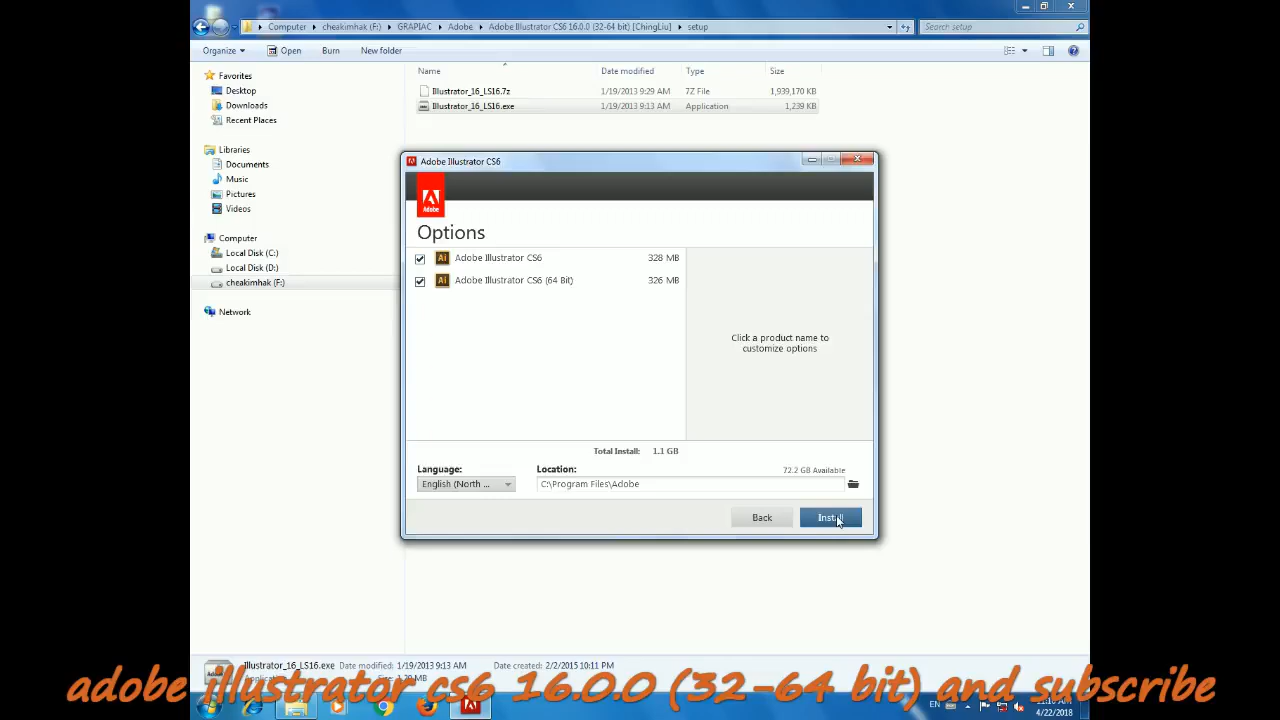 Computer ▸ cheakimhak (F:) ▸ GRAPIAC ▸ Adobe ▸ Adobe Illustrator CS6 16.0.0 (32-64 bit) [ChingLiu] ▸ setup
Search setup
Organize Open Burn New folder
Name Date modified Type Size
Favorites
Desktop
Downloads
Recent Places
Libraries
Documents
Music
Pictures
Videos
Computer
Local Disk (C:)
Local Disk (D:)
cheakimhak (F:)
Network
Illustrator_16_LS16.7z 1/19/2013 9:29 AM 7Z File 1,939,170 KB
Illustrator_16_LS16.exe 1/19/2013 9:13 AM Application 1,239 KB
Adobe Illustrator CS6
Adobe
Options
Ai Adobe Illustrator CS6 328 MB
Ai Adobe Illustrator CS6 (64 Bit) 326 MB
Click a product name to
customize options
Total Install: 1.1 GB
Language: Location: 72.2 GB Available
English (North ... C:\Program Files\Adobe
Back Install
Illustrator_16_LS16.exe Date modified: 1/19/2013 9:13 AM Date created: 2/2/2015 10:11 PM
adobe illustrator cs6 16.0.0 (32-64 bit) and subscribe
EN
4/22/2018